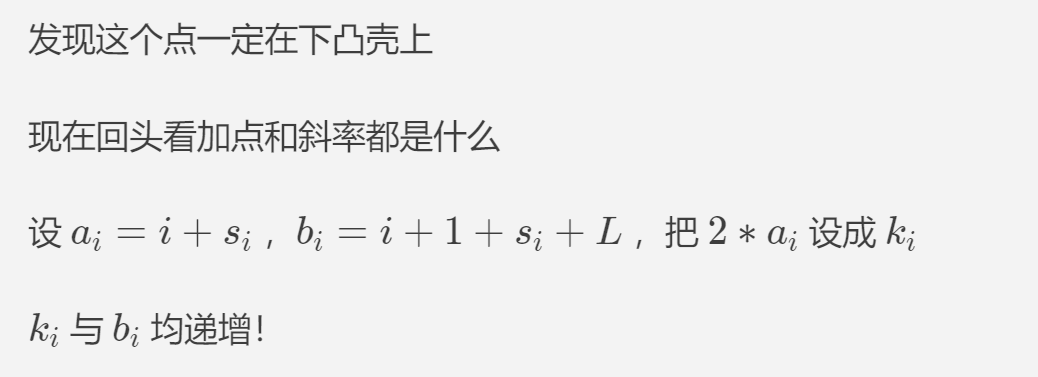 发现这个点一定在下凸壳上
现在回头看加点和斜率都是什么
设 $a_i = i + s_i$ ，$b_i = i + 1 + s_i + L$ ，把 $2 * a_i$ 设成 $k_i$
$k_i$ 与 $b_i$ 均递增！